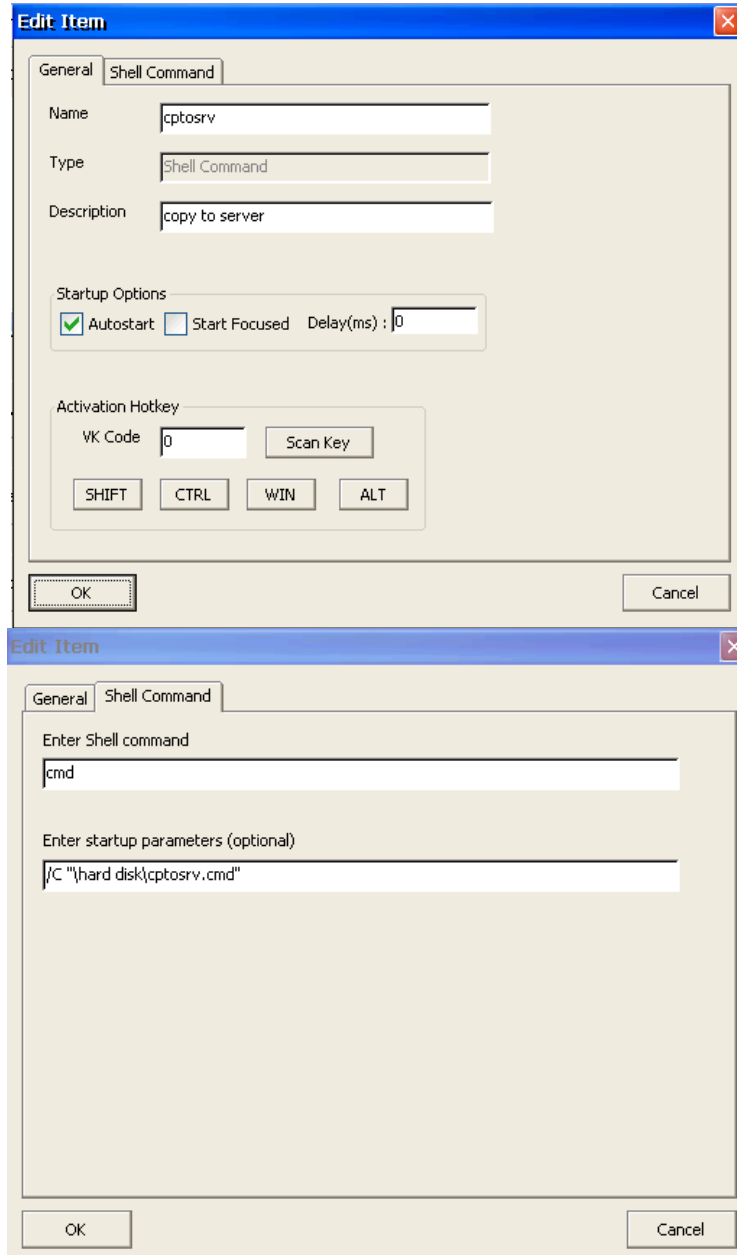 Edit Item
General Shell Command
Name cptosrv
Type Shell Command
Description copy to server
Startup Options
Autostart Start Focused Delay(ms) : 0
Activation Hotkey
VK Code 0 Scan Key
SHIFT CTRL WIN ALT
OK Cancel
Edit Item
General Shell Command
Enter Shell command
cmd
Enter startup parameters (optional)
/C "\hard disk\cptosrv.cmd"
OK Cancel